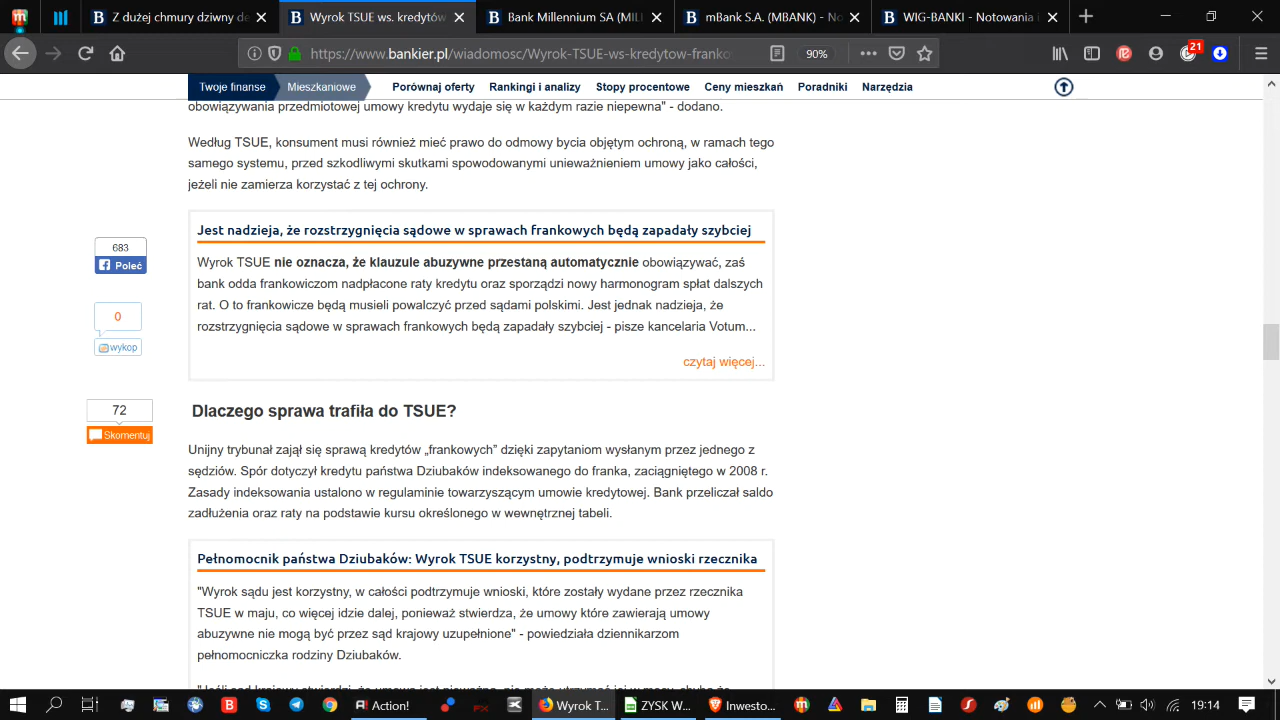 Z dużej chmury dziwny de
Wyrok TSUE ws. kredytów
Bank Millennium SA (MIL
mBank S.A. (MBANK) - No
WIG-BANKI - Notowania i
https://www.bankier.pl/wiadomosc/Wyrok-TSUE-ws-kredytow-franko
90%
21
Twoje finanse
Mieszkaniowe
Porównaj oferty
Rankingi i analizy
Stopy procentowe
Ceny mieszkań
Poradniki
Narzędzia
obowiązywania przedmiotowej umowy kredytu wydaje się w każdym razie niepewna" - dodano.
Według TSUE, konsument musi również mieć prawo do odmowy bycia objętym ochroną, w ramach tego
samego systemu, przed szkodliwymi skutkami spowodowanymi unieważnieniem umowy jako całości,
jeżeli nie zamierza korzystać z tej ochrony.
683
Poleć
0
wykop
72
Skomentuj
Jest nadzieja, że rozstrzygnięcia sądowe w sprawach frankowych będą zapadały szybciej
Wyrok TSUE nie oznacza, że klauzule abuzywne przestaną automatycznie obowiązywać, zaś
bank odda frankowiczom nadpłacone raty kredytu oraz sporządzi nowy harmonogram spłat dalszych
rat. O to frankowicze będą musieli powalczyć przed sądami polskimi. Jest jednak nadzieja, że
rozstrzygnięcia sądowe w sprawach frankowych będą zapadały szybciej - pisze kancelaria Votum...
czytaj więcej...
Dlaczego sprawa trafiła do TSUE?
Unijny trybunał zajął się sprawą kredytów „frankowych” dzięki zapytaniom wysłanym przez jednego z
sędziów. Spór dotyczył kredytu państwa Dziubaków indeksowanego do franka, zaciągniętego w 2008 r.
Zasady indeksowania ustalono w regulaminie towarzyszącym umowie kredytowej. Bank przeliczał saldo
zadłużenia oraz raty na podstawie kursu określonego w wewnętrznej tabeli.
Pełnomocnik państwa Dziubaków: Wyrok TSUE korzystny, podtrzymuje wnioski rzecznika
"Wyrok sądu jest korzystny, w całości podtrzymuje wnioski, które zostały wydane przez rzecznika
TSUE w maju, co więcej idzie dalej, ponieważ stwierdza, że umowy które zawierają umowy
abuzywne nie mogą być przez sąd krajowy uzupełnione" - powiedziała dziennikarzom
pełnomocniczka rodziny Dziubaków.
Action!
Wyrok T...
ZYSK W...
Inwesto...
19:14